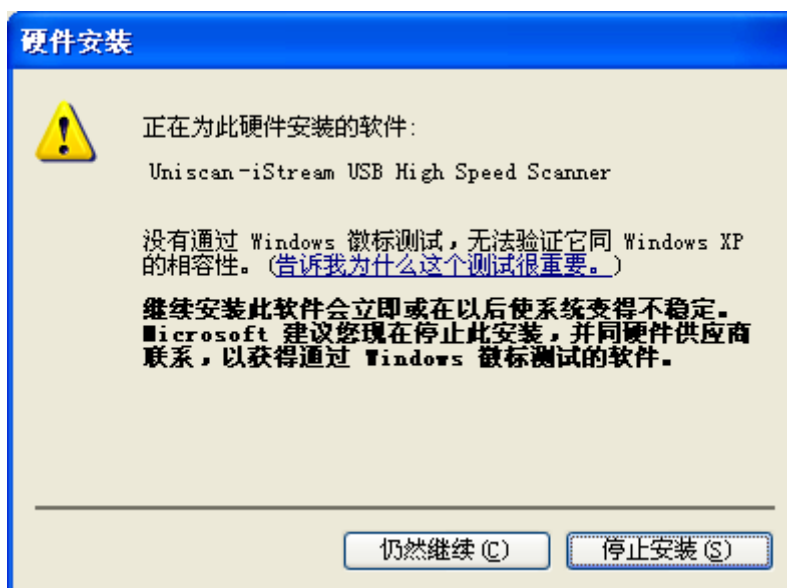 硬件安装
正在为此硬件安装的软件:
Uniscan-iStream USB High Speed Scanner
没有通过 Windows 徽标测试，无法验证它同 Windows XP
的相容性。(告诉我为什么这个测试很重要。)
继续安装此软件会立即或在以后使系统变得不稳定。
Microsoft 建议您现在停止此安装，并同硬件供应商
联系，以获得通过 Windows 徽标测试的软件。
仍然继续(C)
停止安装(S)